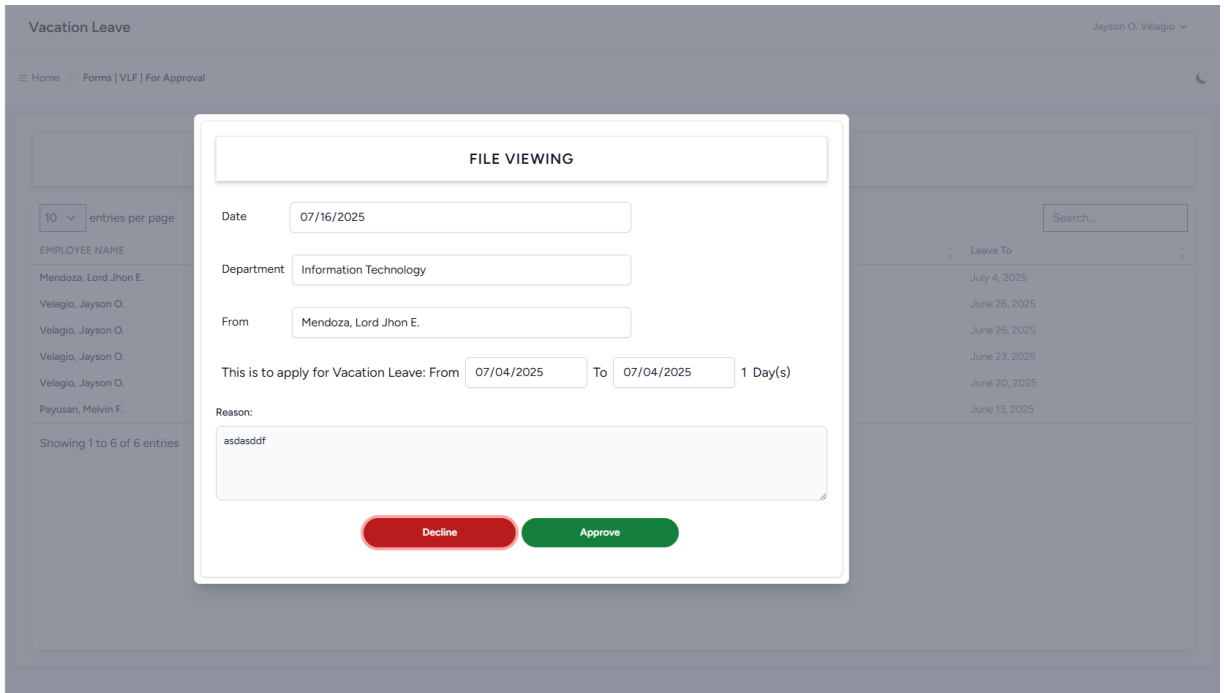 Vacation Leave
Jayson O. Velagio
Home > Forms | VLF | For Approval
FILE VIEWING
Date 07/16/2025
10 entries per page
Search...
EMPLOYEE NAME
Leave To
Department Information Technology
Mendoza, Lord Jhon E.
July 4, 2025
Velagio, Jayson O.
June 26, 2025
From Mendoza, Lord Jhon E.
Velagio, Jayson O.
June 26, 2025
Velagio, Jayson O.
June 23, 2025
This is to apply for Vacation Leave: From 07/04/2025 To 07/04/2025 1 Day(s)
Velagio, Jayson O.
June 20, 2025
Payusan, Melvin F.
June 13, 2025
Reason:
Showing 1 to 6 of 6 entries
asdasddf
Decline
Approve